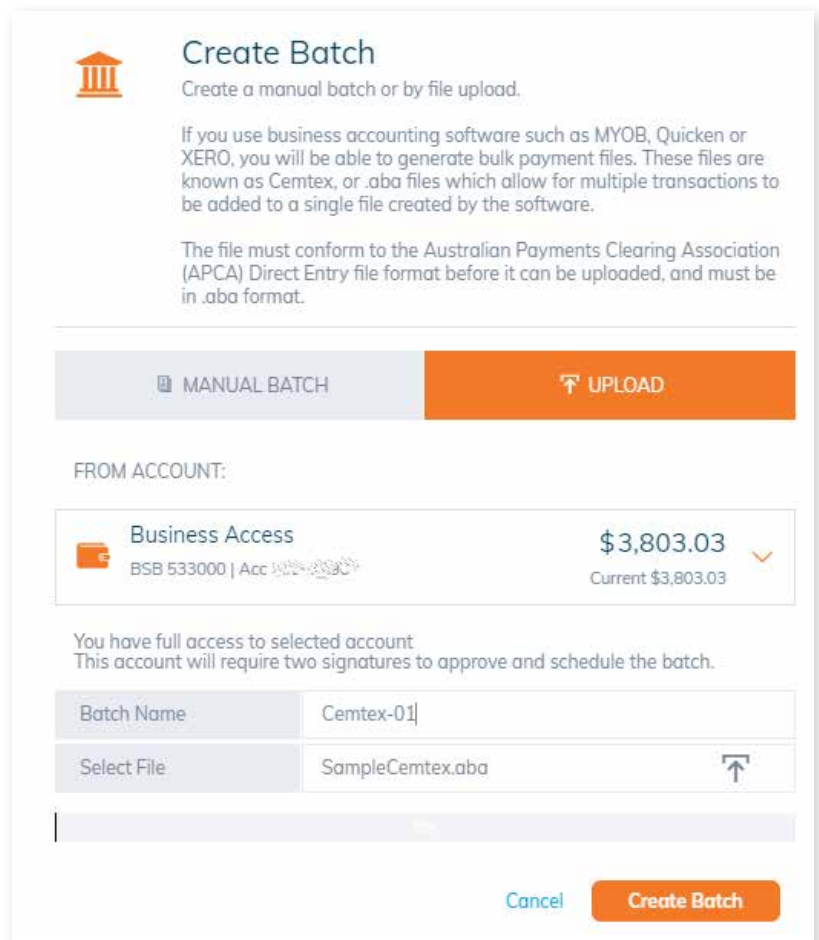 Create Batch
Create a manual batch or by file upload.
If you use business accounting software such as MYOB, Quicken or
XERO, you will be able to generate bulk payment files. These files are
known as Cemtex, or .aba files which allow for multiple transactions to
be added to a single file created by the software.
The file must conform to the Australian Payments Clearing Association
(APCA) Direct Entry file format before it can be uploaded, and must be
in .aba format.
MANUAL BATCH
UPLOAD
FROM ACCOUNT:
Business Access
$3,803.03
BSB 533000 | Acc
Current $3,803.03
You have full access to selected account
This account will require two signatures to approve and schedule the batch.
Batch Name
Cemtex-01
Select File
SampleCemtex.aba
Cancel
Create Batch